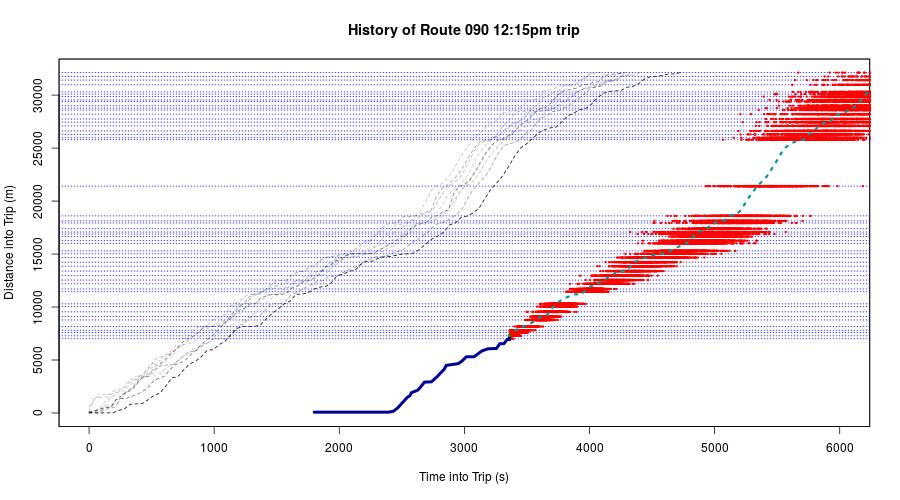 History of Route 090 12:15pm trip
Distance into Trip (m)
30000
25000
20000
15000
10000
5000
0
0 1000 2000 3000 4000 5000 6000
Time into Trip (s)